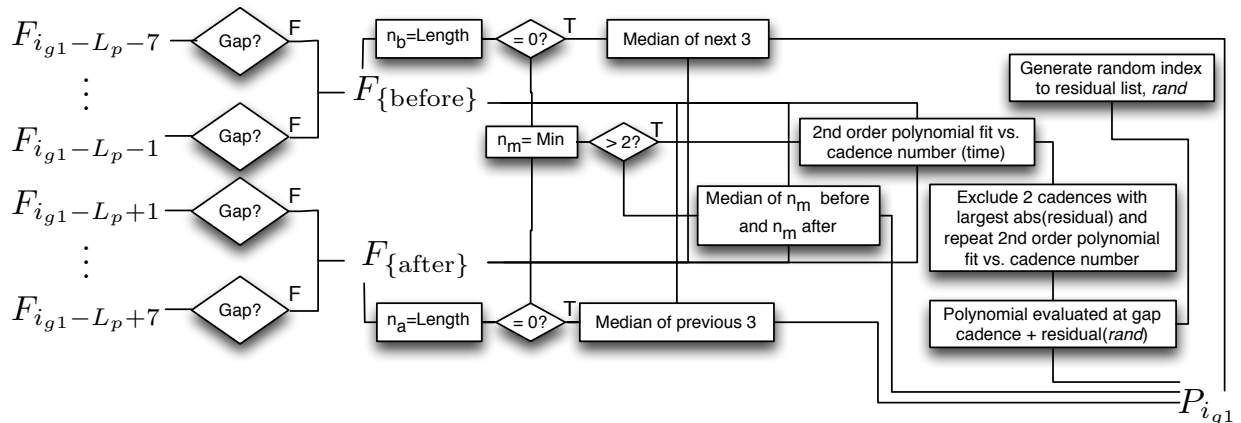 F_{i_{g1}-L_p-7}
Gap?
F
⋮
F_{i_{g1}-L_p-1}
Gap?
F
F_{i_{g1}-L_p+1}
Gap?
F
⋮
F_{i_{g1}-L_p+7}
Gap?
F
F_{\{before\}}
F_{\{after\}}
n_b=Length
= 0?
T
Median of next 3
n_m= Min
> 2?
T
2nd order polynomial fit vs.
cadence number (time)
Median of n_m before
and n_m after
n_a=Length
= 0?
T
Median of previous 3
Generate random index
to residual list, rand
Exclude 2 cadences with
largest abs(residual) and
repeat 2nd order polynomial
fit vs. cadence number
Polynomial evaluated at gap
cadence + residual(rand)
P_{i_{g1}}